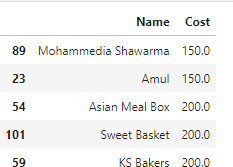 Name Cost
89 Mohammedia Shawarma 150.0
23 Amul 150.0
54 Asian Meal Box 200.0
101 Sweet Basket 200.0
59 KS Bakers 200.0